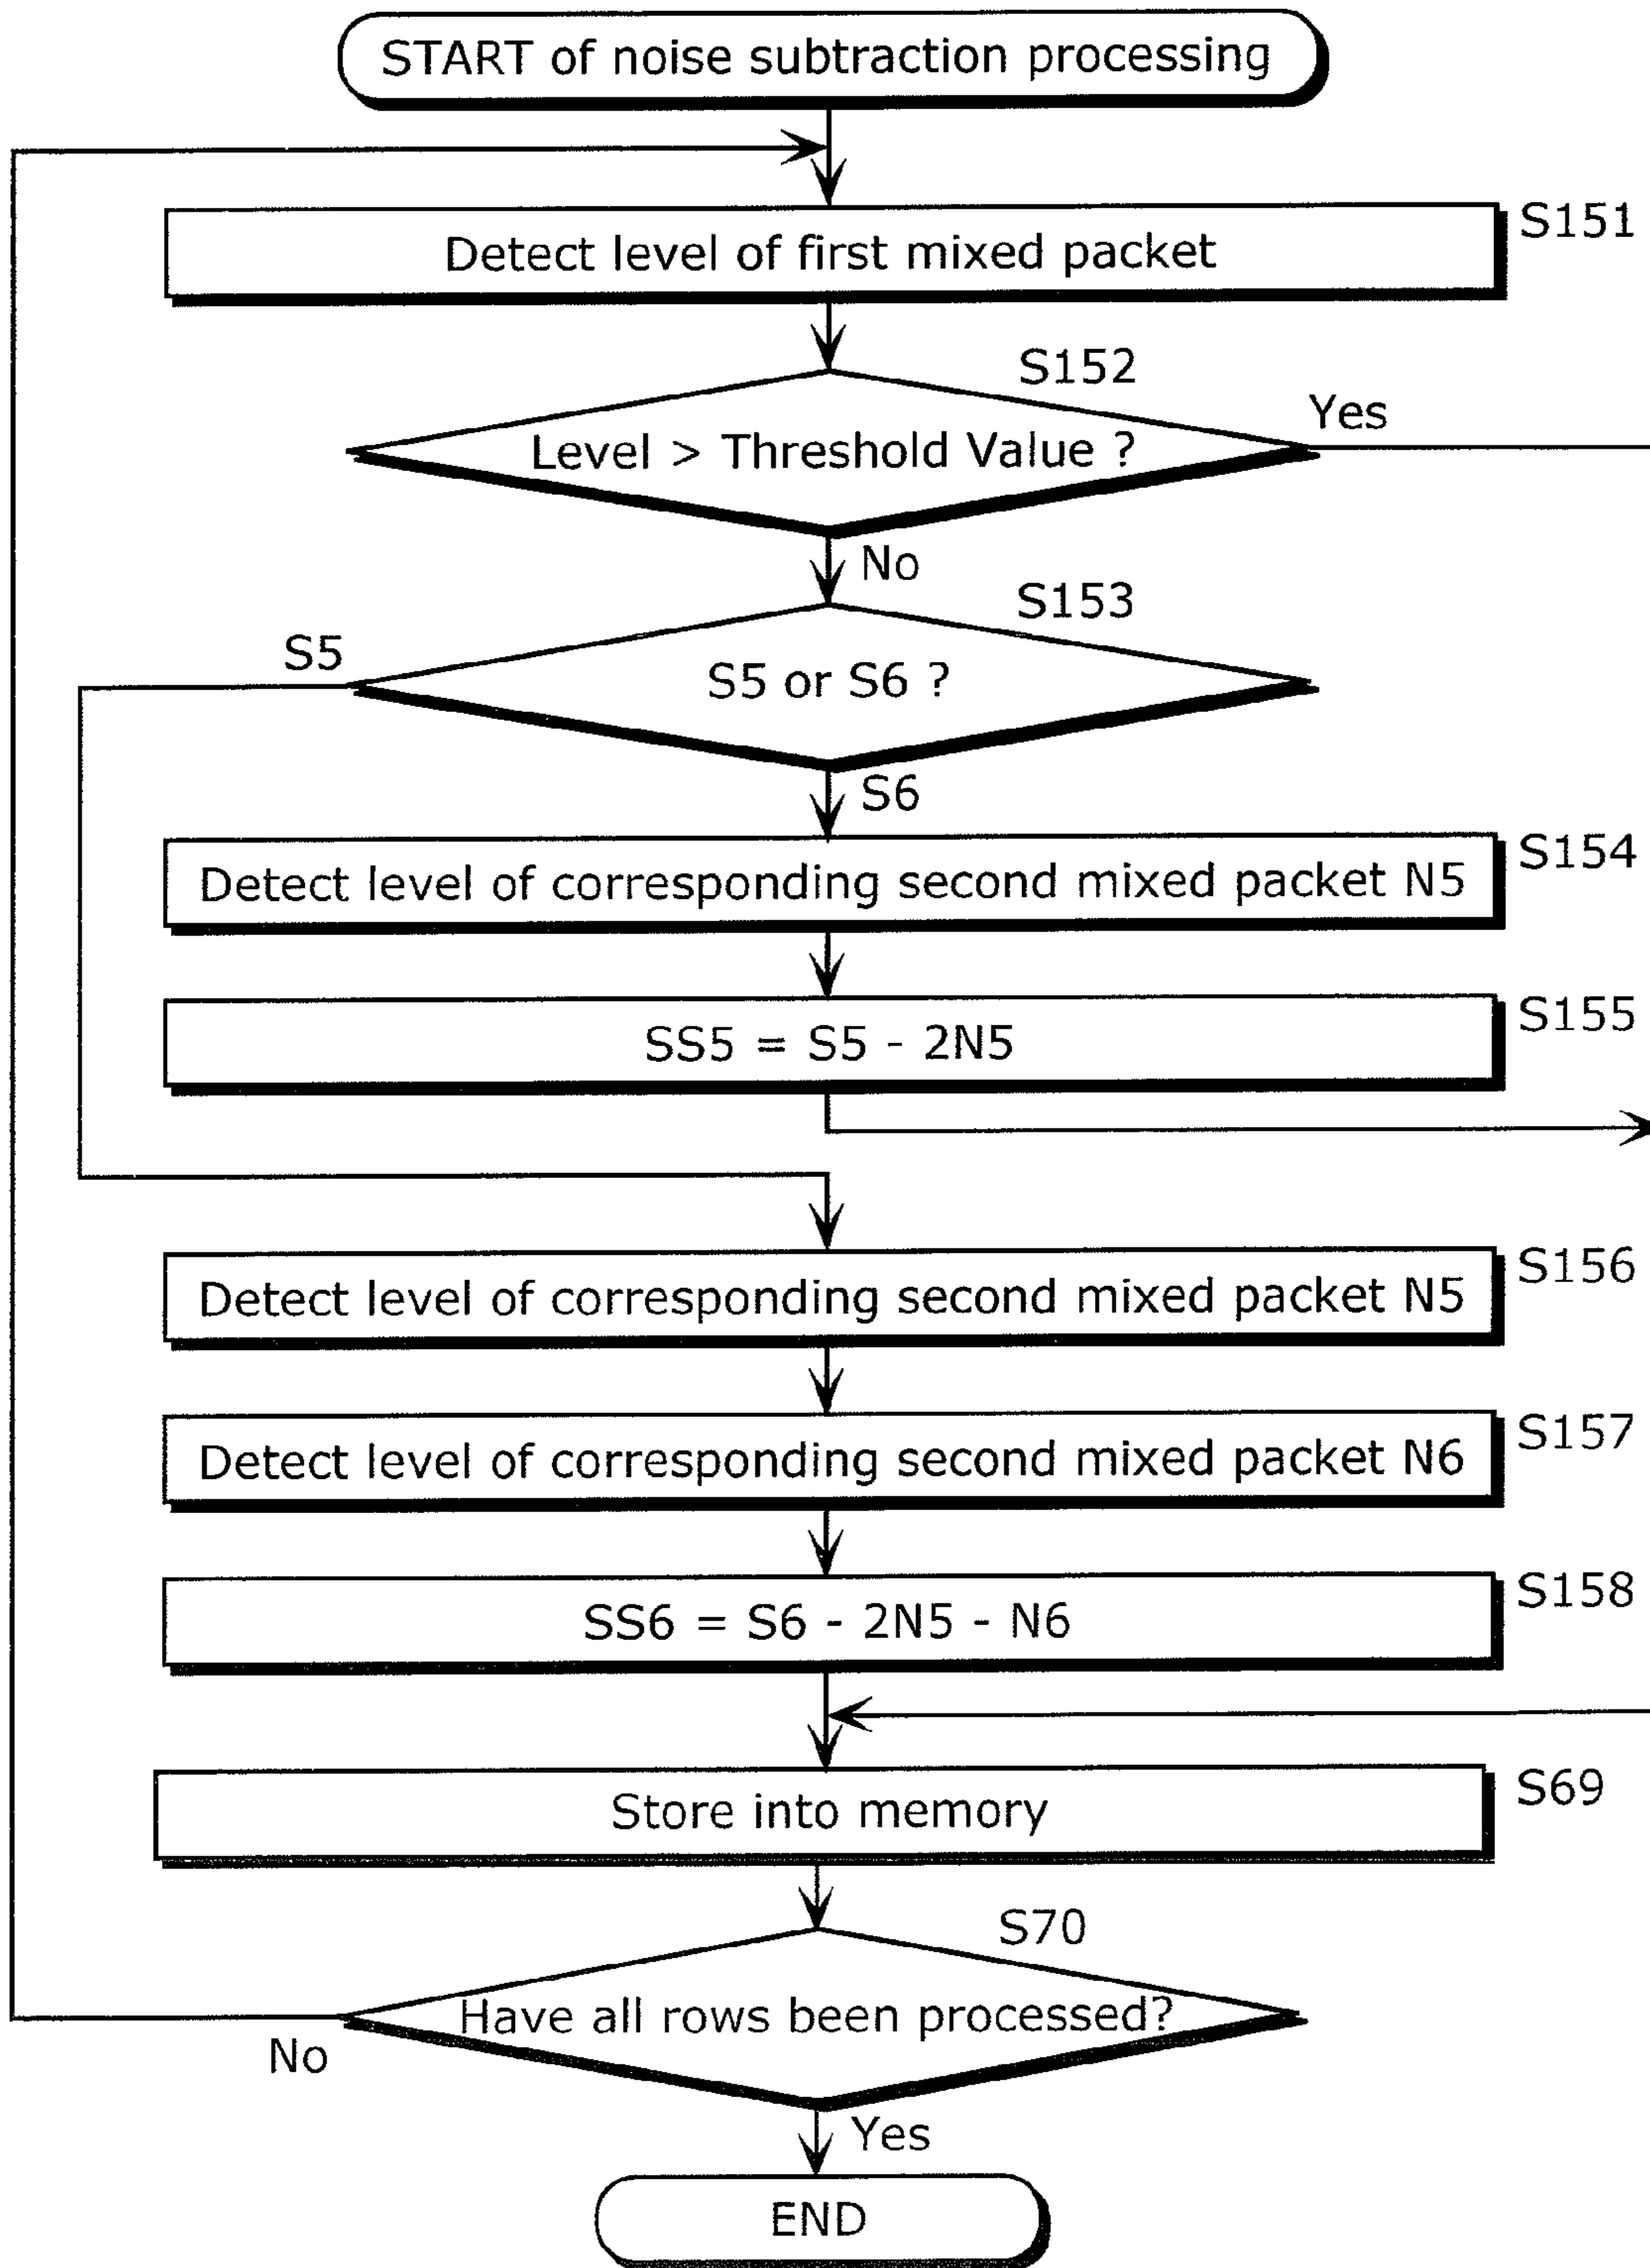 START of noise subtraction processing
S151
Detect level of first mixed packet
S152
Yes
Level > Threshold Value ?
No
S153
S5
S5 or S6 ?
S6
S154
Detect level of corresponding second mixed packet N5
S155
SS5 = S5 - 2N5
S156
Detect level of corresponding second mixed packet N5
S157
Detect level of corresponding second mixed packet N6
S158
SS6 = S6 - 2N5 - N6
S69
Store into memory
S70
Have all rows been processed?
No
Yes
END